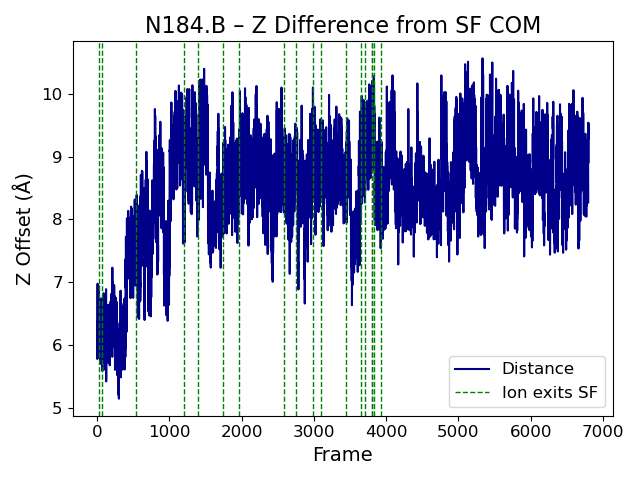 N184.B – Z Difference from SF COM
Z Offset (Å)
10
9
8
7
6
5
Distance
Ion exits SF
0 1000 2000 3000 4000 5000 6000 7000
Frame